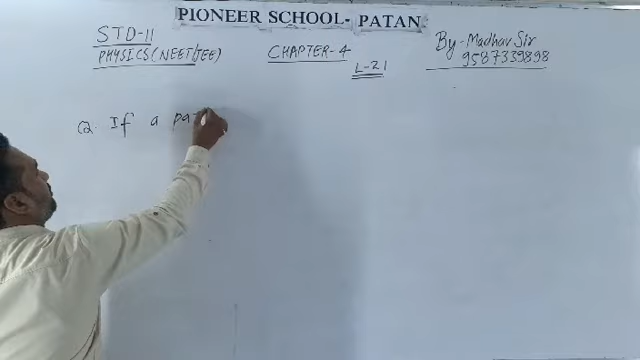 PIONEER SCHOOL- PATAN
STD-11
PHYSICS (NEET/JEE)
CHAPTER-4
L-21
By- Madhav Sir
9587339898
Q. If a pa